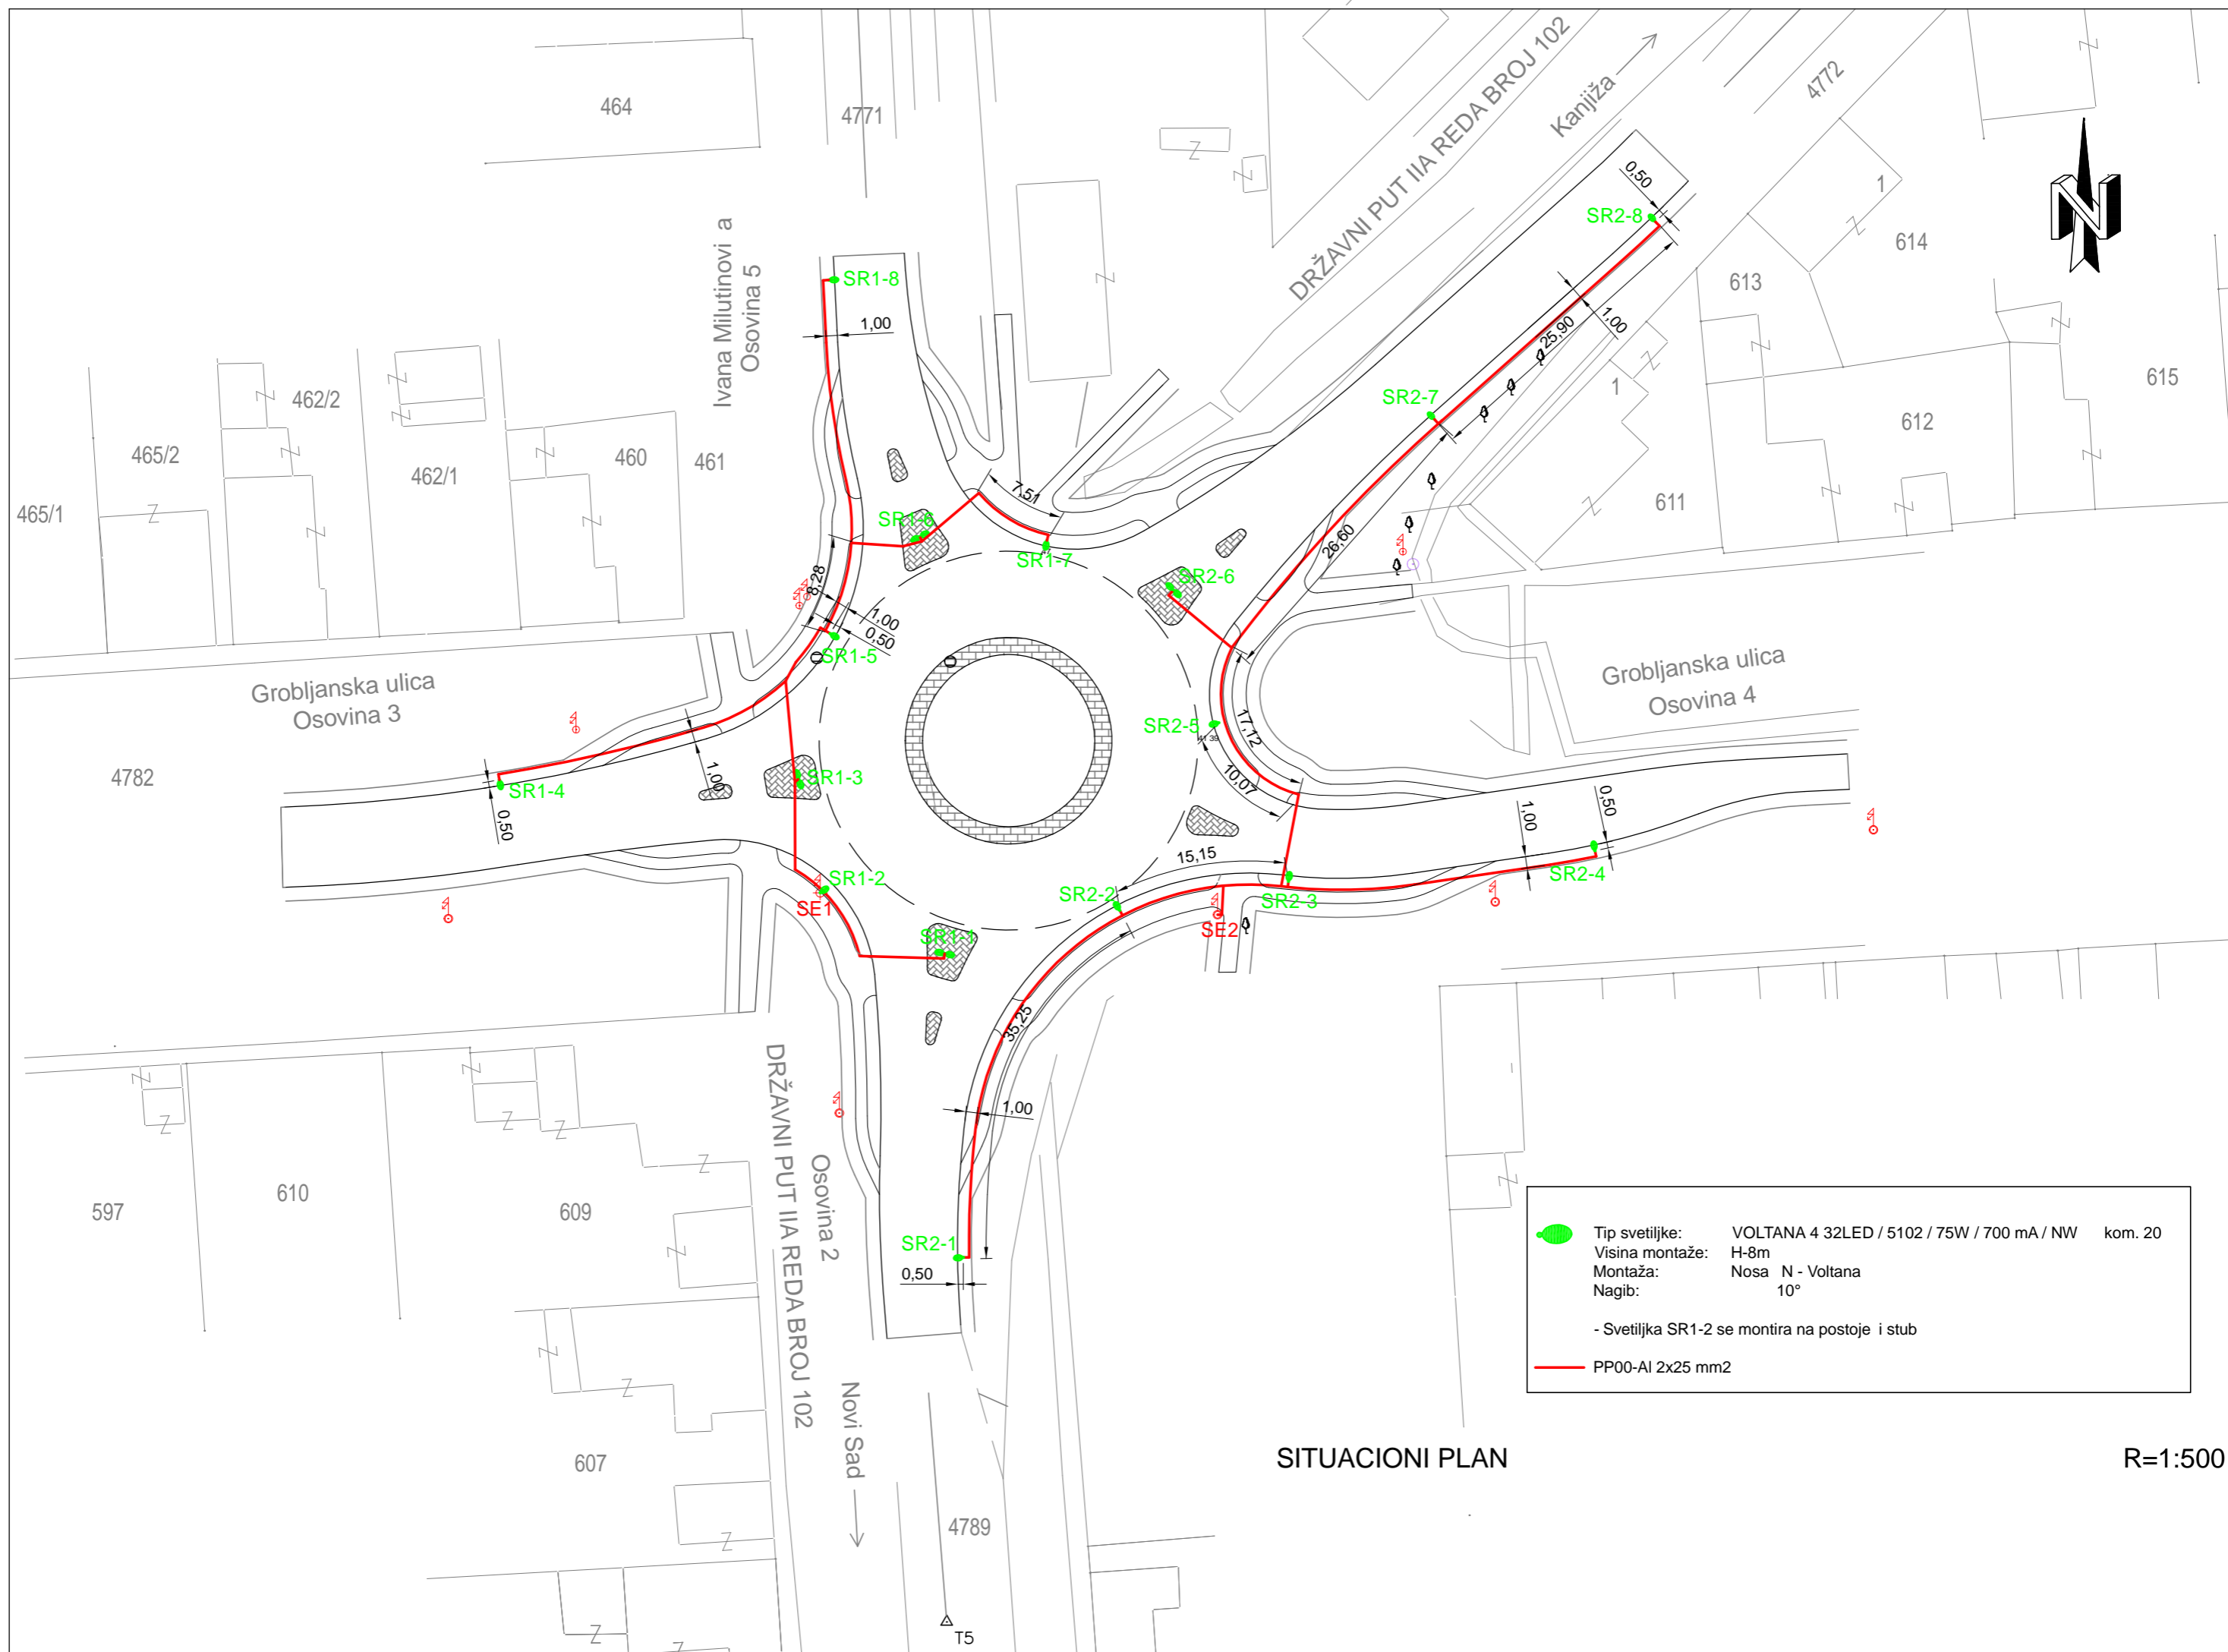 464
4771
DRŽAVNI PUT IIA REDA BROJ 102
Kanjiža
4772
1
614
613
615
612
1
611
Ivana Milutinovi a
Osovina 5
SR1-8
1,00
SR2-8
0,50
1,00
25,90
SR2-7
26,60
465/1
465/2
462/2
462/1
460
461
7,51
SR1-6
SR1-7
SR2-6
8,28
1,00
0,50
SR1-5
Grobljanska ulica
Osovina 3
4782
SR1-4
0,50
1,00
SR1-3
SR1-2
SE1
SR1-1
Grobljanska ulica
Osovina 4
SR2-5
41 39
17,12
10,07
15,15
SR2-2
SE2
SR2-3
1,00
0,50
SR2-4
35,25
1,00
SR2-1
0,50
597
610
609
607
DRŽAVNI PUT IIA REDA BROJ 102
Osovina 2
Novi Sad
4789
T5
Tip svetiljke: VOLTANA 4 32LED / 5102 / 75W / 700 mA / NW kom. 20
Visina montaže: H-8m
Montaža: Nosa N - Voltana
Nagib: 10°
- Svetiljka SR1-2 se montira na postoje i stub
PP00-Al 2x25 mm2
SITUACIONI PLAN
R=1:500